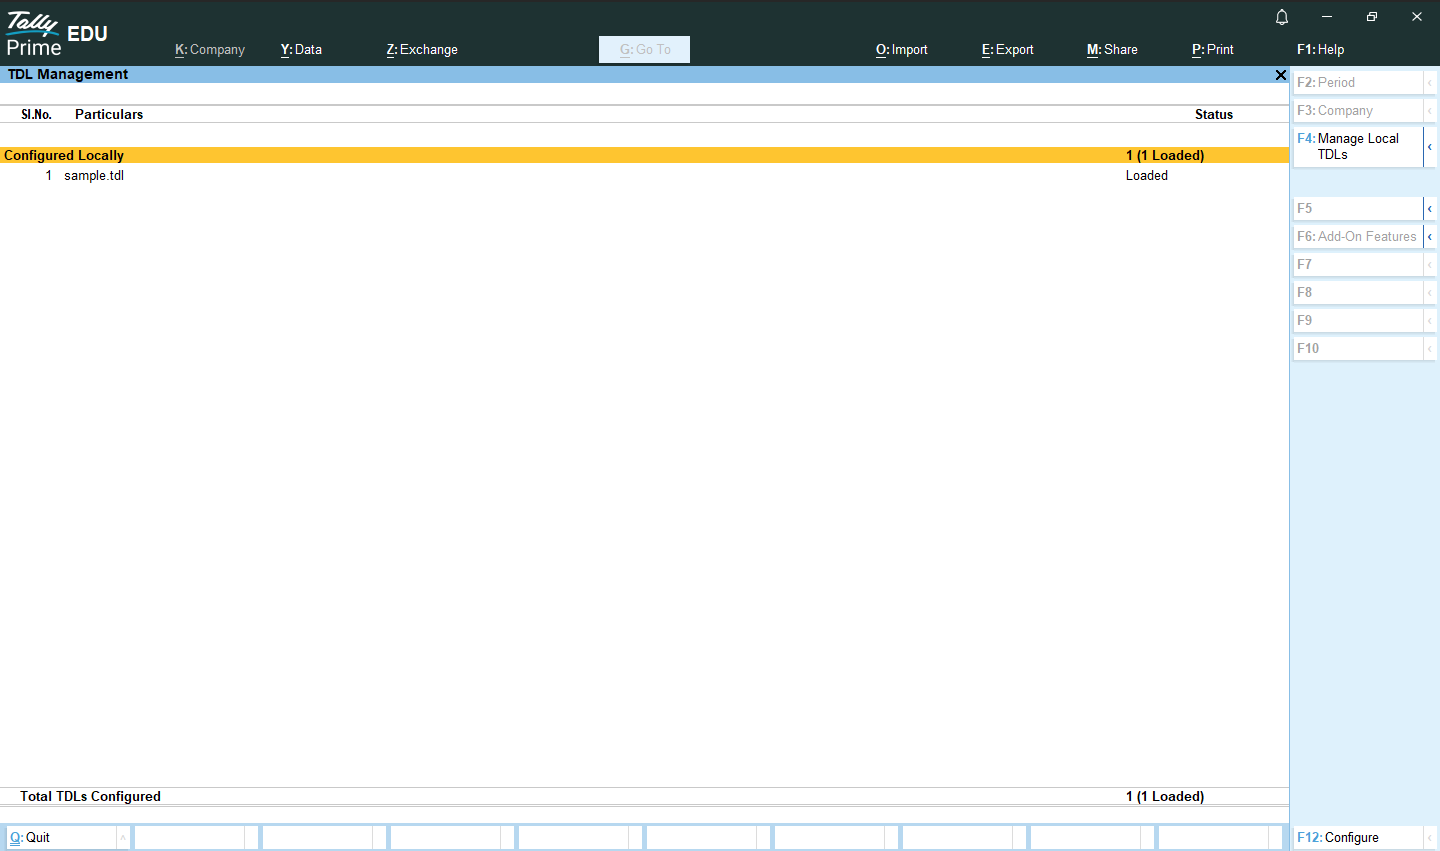 Tally
Prime EDU
K: Company Y: Data Z: Exchange G: Go To O: Import E: Export M: Share P: Print F1: Help
TDL Management
Sl.No. Particulars Status
Configured Locally 1 (1 Loaded)
1 sample.tdl Loaded
Total TDLs Configured 1 (1 Loaded)
Q: Quit
F2: Period
F3: Company
F4: Manage Local
TDLs
F5
F6: Add-On Features
F7
F8
F9
F10
F12: Configure